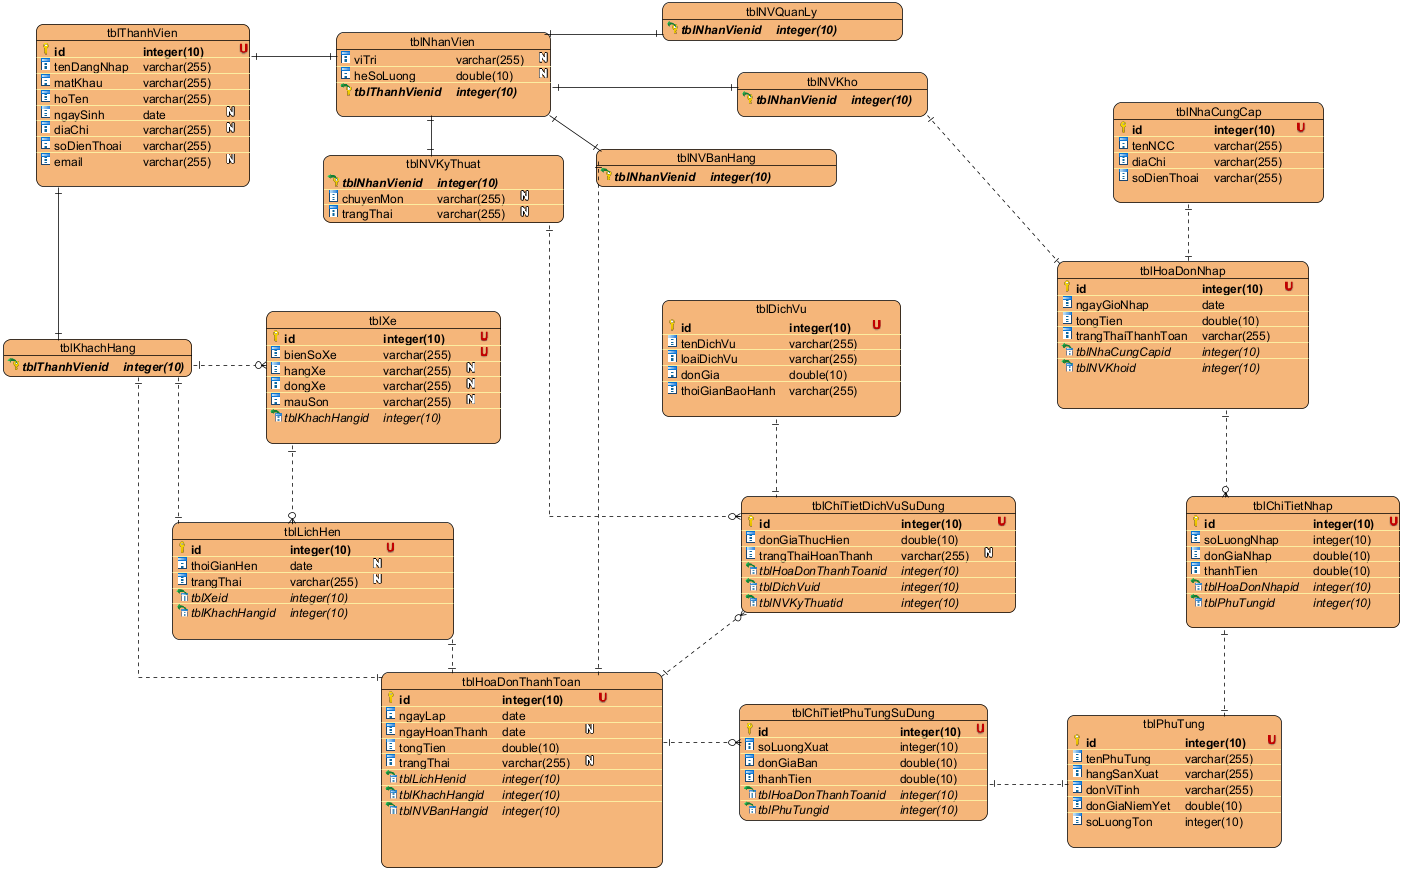 tblThanhVien
id integer(10) U
tenDangNhap varchar(255)
matKhau varchar(255)
hoTen varchar(255)
ngaySinh date N
diaChi varchar(255) N
soDienThoai varchar(255)
email varchar(255) N
tblNhanVien
viTri varchar(255) N
heSoLuong double(10) N
tblThanhVienid integer(10)
tblNVQuanLy
tblNhanVienid integer(10)
tblNVKho
tblNhanVienid integer(10)
tblNVKyThuat
tblNhanVienid integer(10)
chuyenMon varchar(255) N
trangThai varchar(255) N
tblNVBanHang
tblNhanVienid integer(10)
tblNhaCungCap
id integer(10) U
tenNCC varchar(255)
diaChi varchar(255)
soDienThoai varchar(255)
tblHoaDonNhap
id integer(10) U
ngayGioNhap date
tongTien double(10)
trangThaiThanhToan varchar(255)
tblNhaCungCapid integer(10)
tblNVKhoid integer(10)
tblKhachHang
tblThanhVienid integer(10)
tblXe
id integer(10) U
bienSoXe varchar(255) U
hangXe varchar(255) N
dongXe varchar(255) N
mauSon varchar(255) N
tblKhachHangid integer(10)
tblDichVu
id integer(10) U
tenDichVu varchar(255)
loaiDichVu varchar(255)
donGia double(10)
thoiGianBaoHanh varchar(255)
tblLichHen
id integer(10) U
thoiGianHen date N
trangThai varchar(255) N
tblXeid integer(10)
tblKhachHangid integer(10)
tblChiTietDichVuSuDung
id integer(10) U
donGiaThucHien double(10)
trangThaiHoanThanh varchar(255) N
tblHoaDonThanhToanid integer(10)
tblDichVuid integer(10)
tblNVKyThuatid integer(10)
tblChiTietNhap
id integer(10) U
soLuongNhap integer(10)
donGiaNhap double(10)
thanhTien double(10)
tblHoaDonNhapid integer(10)
tblPhuTungid integer(10)
tblHoaDonThanhToan
id integer(10) U
ngayLap date
ngayHoanThanh date N
tongTien double(10)
trangThai varchar(255) N
tblLichHenid integer(10)
tblKhachHangid integer(10)
tblNVBanHangid integer(10)
tblChiTietPhuTungSuDung
id integer(10) U
soLuongXuat integer(10)
donGiaBan double(10)
thanhTien double(10)
tblHoaDonThanhToanid integer(10)
tblPhuTungid integer(10)
tblPhuTung
id integer(10) U
tenPhuTung varchar(255)
hangSanXuat varchar(255)
donViTinh varchar(255)
donGiaNiemYet double(10)
soLuongTon integer(10)